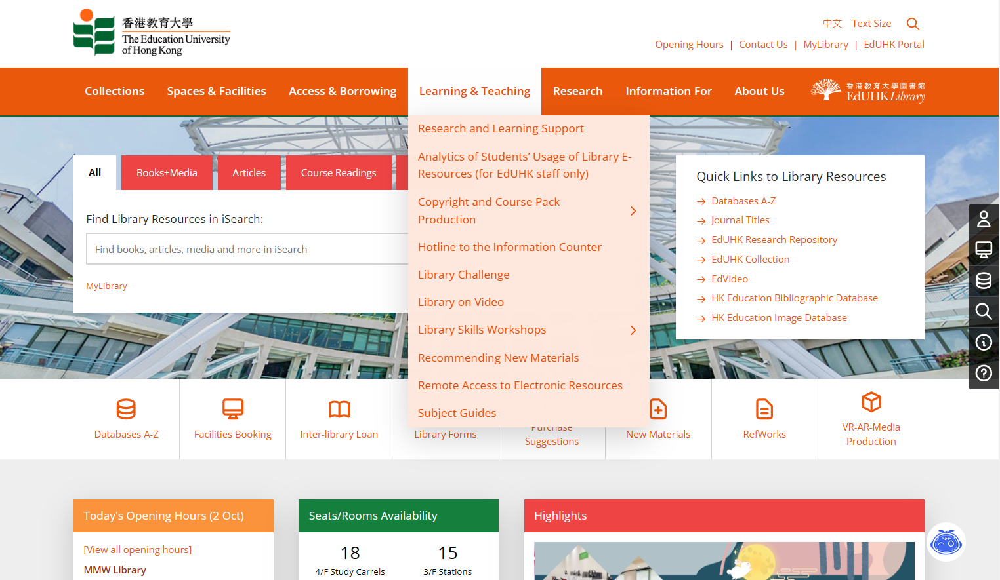 香港教育大學
The Education University
of Hong Kong
中文 Text Size
Opening Hours | Contact Us | MyLibrary | EdUHK Portal
Collections Spaces & Facilities Access & Borrowing Learning & Teaching Research Information For About Us
香港教育大學圖書館
EdUHK Library
Research and Learning Support
Analytics of Students’ Usage of Library E-
Resources (for EdUHK staff only)
Copyright and Course Pack
Production
Hotline to the Information Counter
Library Challenge
Library on Video
Library Skills Workshops
Recommending New Materials
Remote Access to Electronic Resources
Subject Guides
All Books+Media Articles Course Readings
Find Library Resources in iSearch:
Find books, articles, media and more in iSearch
MyLibrary
Quick Links to Library Resources
Databases A-Z
Journal Titles
EdUHK Research Repository
EdUHK Collection
EdVideo
HK Education Bibliographic Database
HK Education Image Database
Databases A-Z
Facilities Booking
Inter-library Loan
Library Forms
Purchase
Suggestions
New Materials
RefWorks
VR-AR-Media
Production
Today's Opening Hours (2 Oct)
[View all opening hours]
MMW Library
Seats/Rooms Availability
18 15
4/F Study Carrels 3/F Stations
Highlights